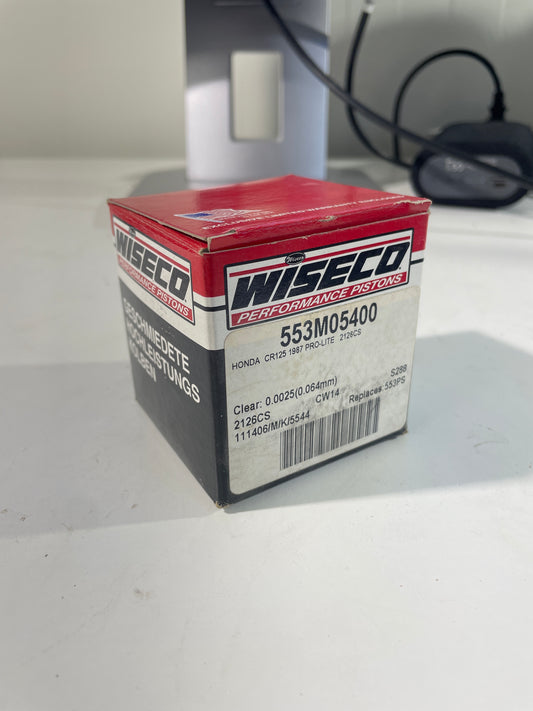 WISECO
PERFORMANCE PISTONS
GESCHMIEDETE
HOCHLEISTUNGS
KOLBEN
Wiseco
WISECO
PERFORMANCE PISTONS
553M05400
HONDA CR125 1987 PRO-LITE 2126CS
S288
Clear: 0.0025(0.064mm) CW14 Replaces: 553PS
2126CS
111406/M/K/5544